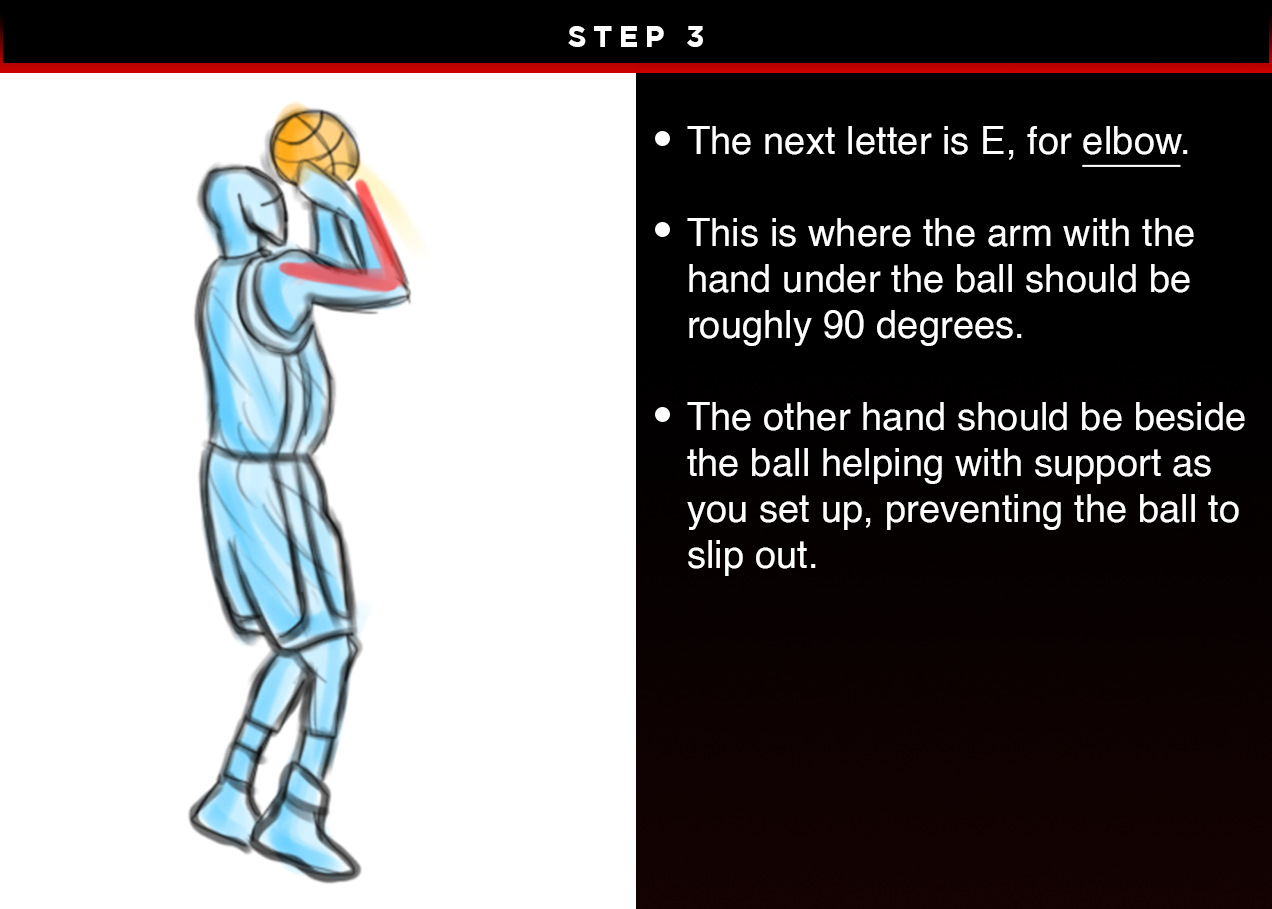 STEP 3
• The next letter is E, for elbow.
• This is where the arm with the
hand under the ball should be
roughly 90 degrees.
• The other hand should be beside
the ball helping with support as
you set up, preventing the ball to
slip out.